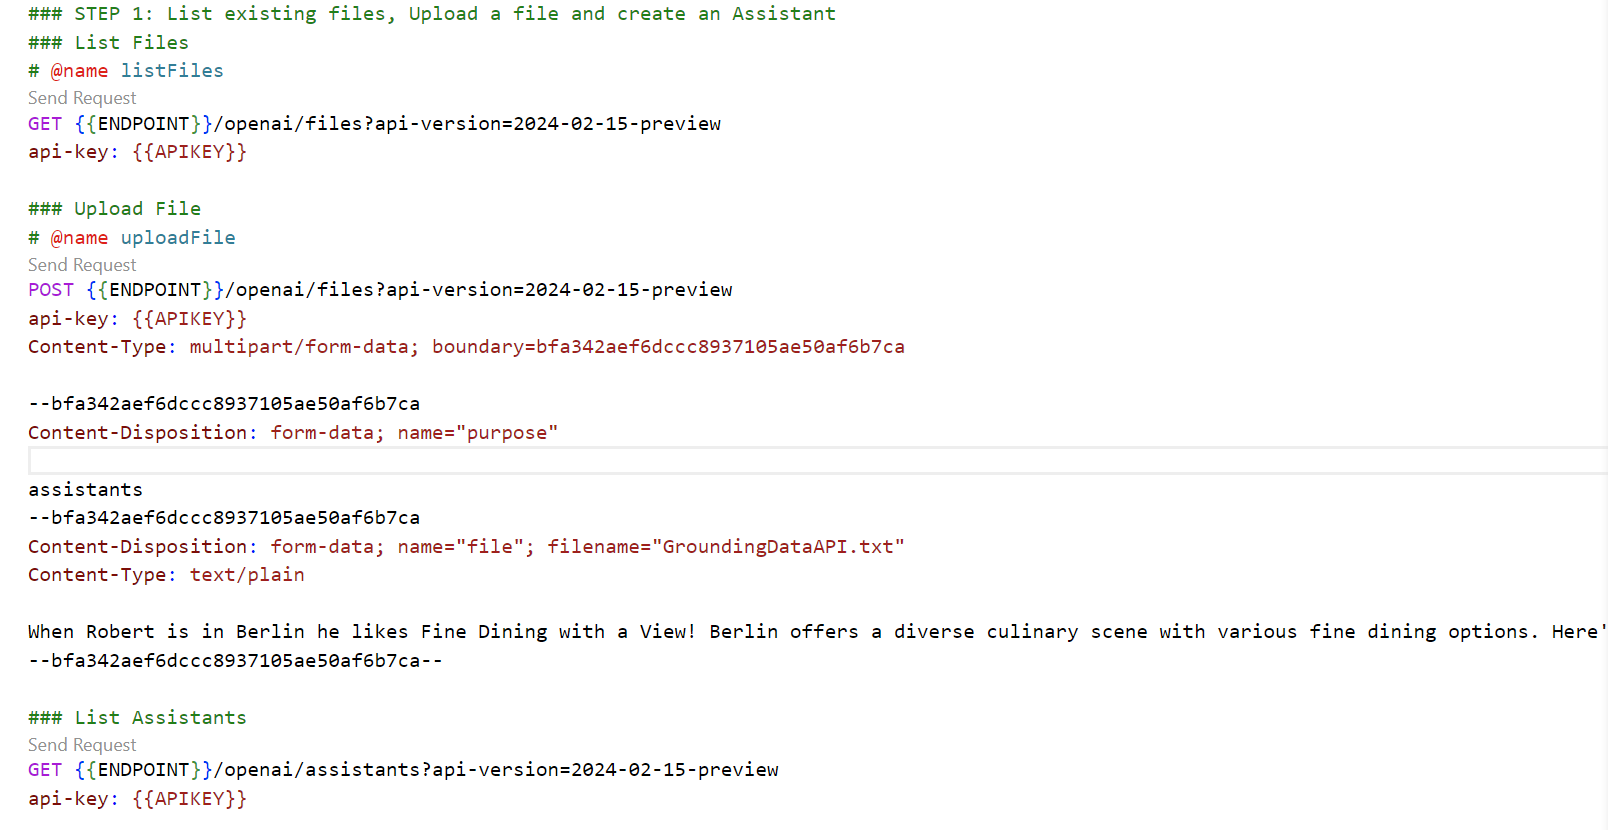 ### STEP 1: List existing files, Upload a file and create an Assistant
### List Files
# @name listFiles
Send Request
GET {{ENDPOINT}}/openai/files?api-version=2024-02-15-preview
api-key: {{APIKEY}}
### Upload File
# @name uploadFile
Send Request
POST {{ENDPOINT}}/openai/files?api-version=2024-02-15-preview
api-key: {{APIKEY}}
Content-Type: multipart/form-data; boundary=bfa342aef6dccc8937105ae50af6b7ca
--bfa342aef6dccc8937105ae50af6b7ca
Content-Disposition: form-data; name="purpose"
assistants
--bfa342aef6dccc8937105ae50af6b7ca
Content-Disposition: form-data; name="file"; filename="GroundingDataAPI.txt"
Content-Type: text/plain
When Robert is in Berlin he likes Fine Dining with a View! Berlin offers a diverse culinary scene with various fine dining options. Here'
--bfa342aef6dccc8937105ae50af6b7ca--
### List Assistants
Send Request
GET {{ENDPOINT}}/openai/assistants?api-version=2024-02-15-preview
api-key: {{APIKEY}}